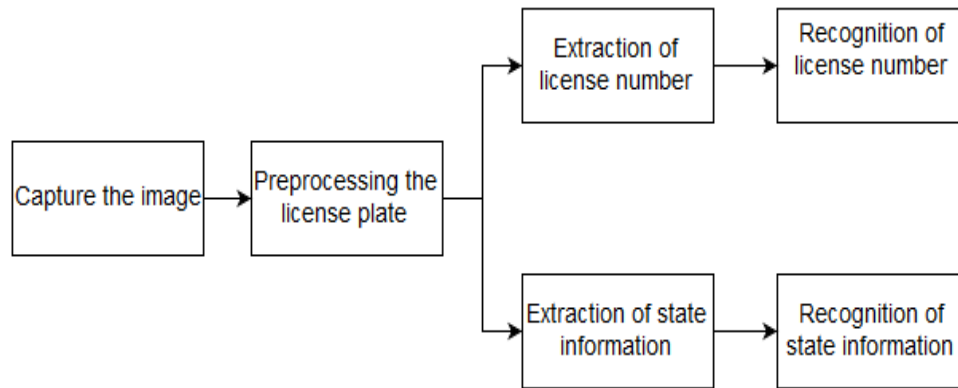 Capture the image
Preprocessing the
license plate
Extraction of
license number
Recognition of
license number
Extraction of state
information
Recognition of
state information